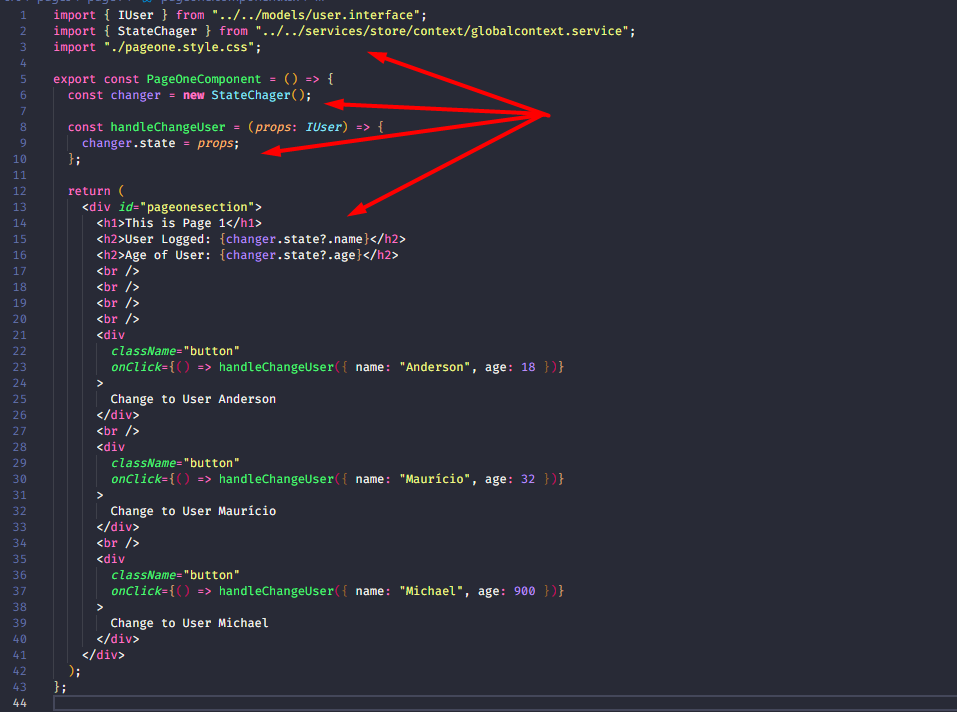 1 import { IUser } from "../../models/user.interface";
2 import { StateChager } from "../../services/store/context/globalcontext.service";
3 import "./pageone.style.css";
4
5 export const PageOneComponent = () => {
6 const changer = new StateChager();
7
8 const handleChangeUser = (props: IUser) => {
9 changer.state = props;
10 };
11
12 return (
13 <div id="pageonesection">
14 <h1>This is Page 1</h1>
15 <h2>User Logged: {changer.state?.name}</h2>
16 <h2>Age of User: {changer.state?.age}</h2>
17 <br />
18 <br />
19 <br />
20 <br />
21 <div
22 className="button"
23 onClick={() => handleChangeUser({ name: "Anderson", age: 18 })}
24 >
25 Change to User Anderson
26 </div>
27 <br />
28 <div
29 className="button"
30 onClick={() => handleChangeUser({ name: "Maurício", age: 32 })}
31 >
32 Change to User Maurício
33 </div>
34 <br />
35 <div
36 className="button"
37 onClick={() => handleChangeUser({ name: "Michael", age: 900 })}
38 >
39 Change to User Michael
40 </div>
41 </div>
42 );
43 };
44